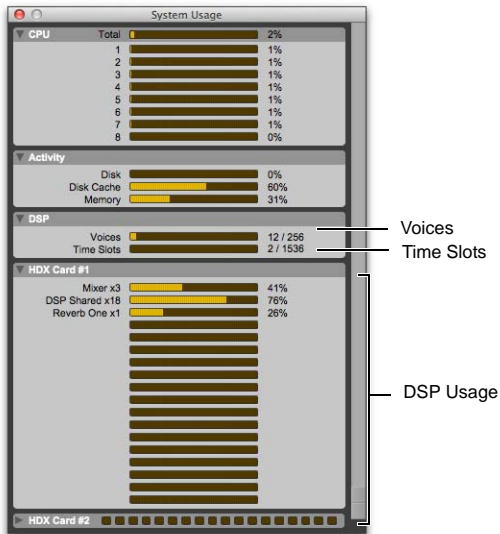 System Usage
CPU Total 2%
1 1%
2 1%
3 1%
4 1%
5 1%
6 1%
7 1%
8 0%
Activity
Disk 0%
Disk Cache 60%
Memory 31%
DSP
Voices 12 / 256
Time Slots 2 / 1536
Voices
Time Slots
HDX Card #1
Mixer x3 41%
DSP Shared x18 76%
Reverb One x1 26%
DSP Usage
HDX Card #2